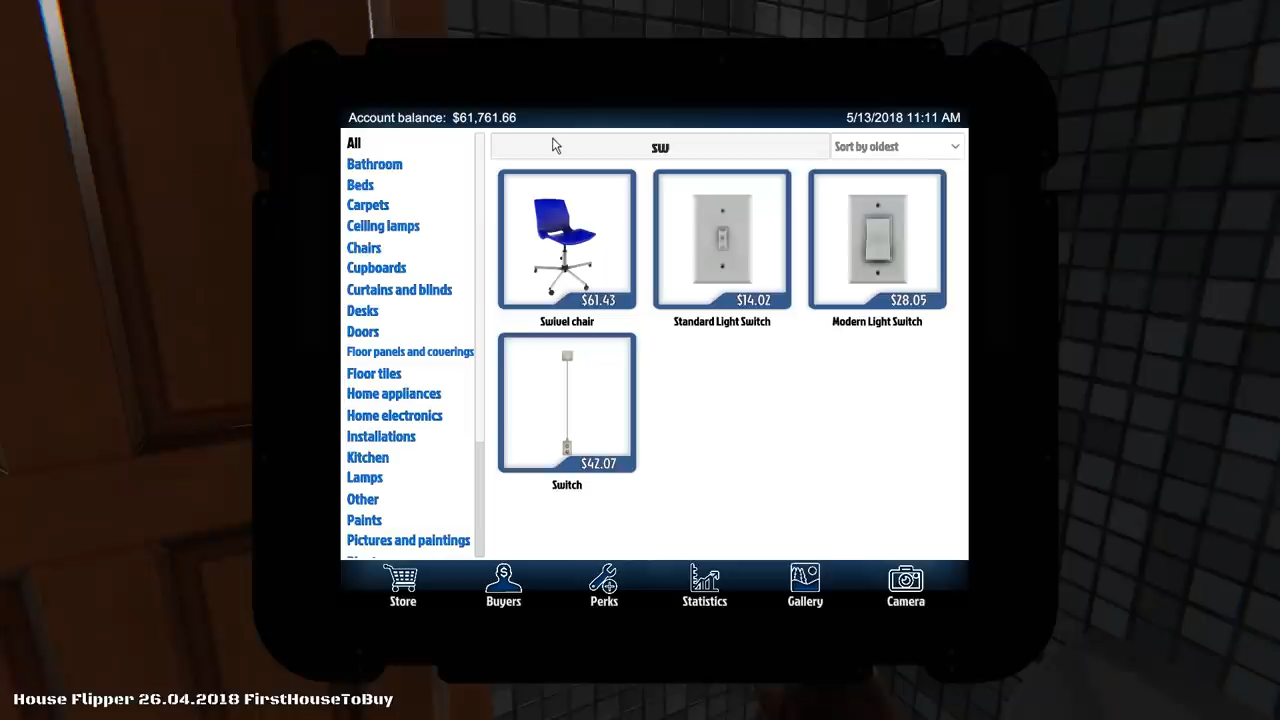 Account balance: $61,761.66
5/13/2018 11:11 AM
All
Bathroom
Beds
Carpets
Ceiling lamps
Chairs
Cupboards
Curtains and blinds
Desks
Doors
Floor panels and coverings
Floor tiles
Home appliances
Home electronics
Installations
Kitchen
Lamps
Other
Paints
Pictures and paintings
sw
Sort by oldest
$61.43
$14.02
$28.05
Swivel chair
Standard Light Switch
Modern Light Switch
$42.07
Switch
Store
Buyers
Perks
Statistics
Gallery
Camera
House Flipper 26.04.2018 FirstHouseToBuy